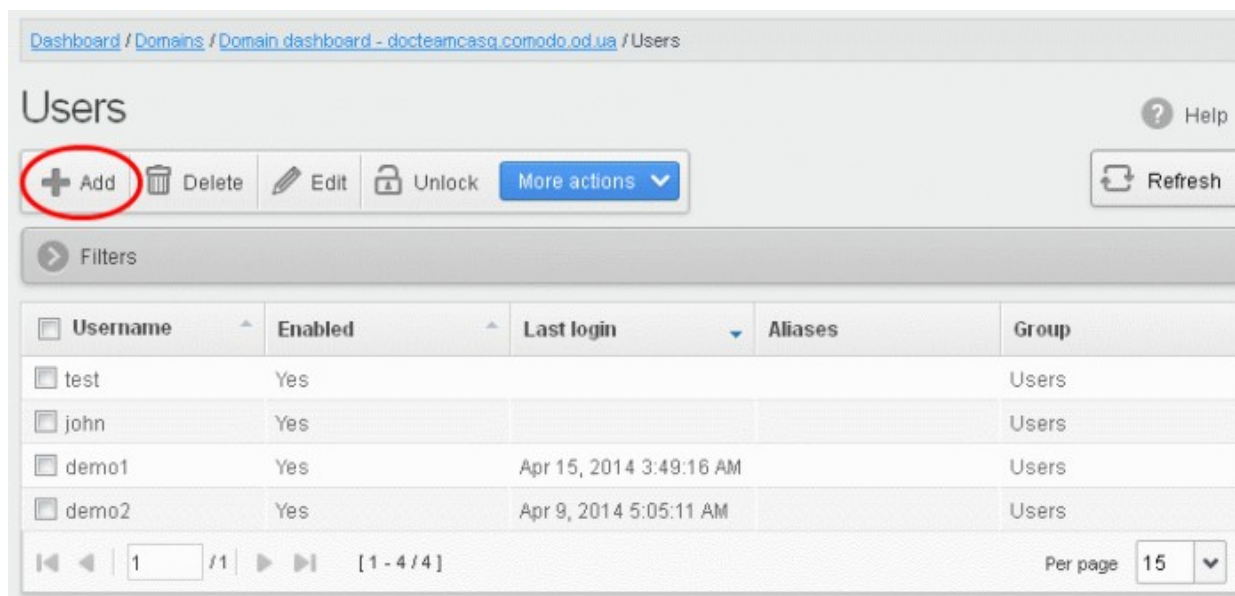 Dashboard / Domains / Domain dashboard - docteamcasg.comodo.od.ua / Users
Users
Help
Add Delete Edit Unlock More actions
Refresh
Filters
Username Enabled Last login Aliases Group
test Yes Users
john Yes Users
demo1 Yes Apr 15, 2014 3:49:16 AM Users
demo2 Yes Apr 9, 2014 5:05:11 AM Users
1 /1 [ 1 - 4 / 4 ] Per page 15